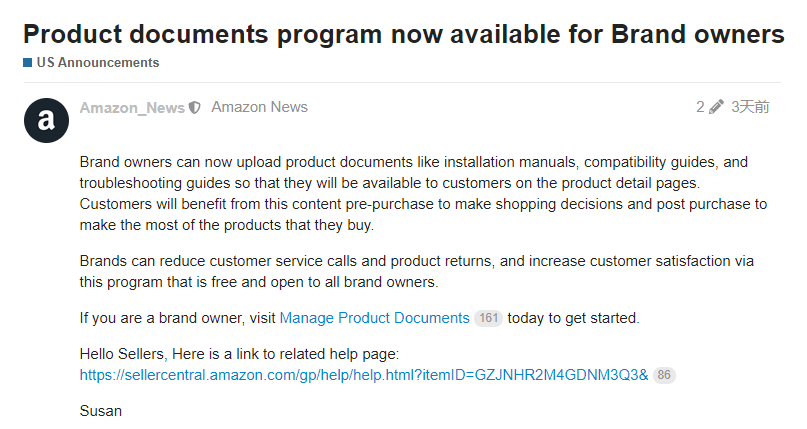 Product documents program now available for Brand owners
US Announcements
a
Amazon_News Amazon News 2 3天前
Brand owners can now upload product documents like installation manuals, compatibility guides, and
troubleshooting guides so that they will be available to customers on the product detail pages.
Customers will benefit from this content pre-purchase to make shopping decisions and post purchase to
make the most of the products that they buy.
Brands can reduce customer service calls and product returns, and increase customer satisfaction via
this program that is free and open to all brand owners.
If you are a brand owner, visit Manage Product Documents 161 today to get started.
Hello Sellers, Here is a link to related help page:
https://sellercentral.amazon.com/gp/help/help.html?itemID=GZJNHR2M4GDNM3Q3& 86
Susan